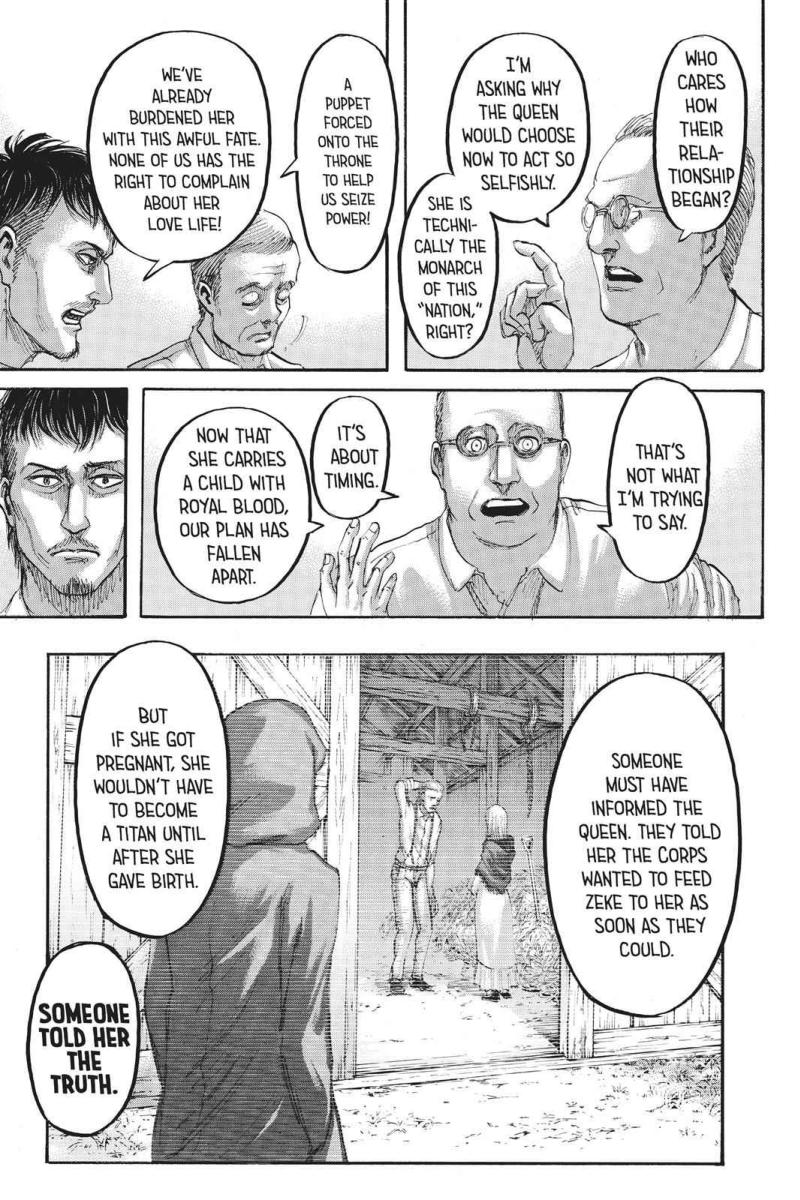 WHO
CARES
HOW
THEIR
RELA-
TIONSHIP
BEGAN?
I'M
ASKING WHY
THE QUEEN
WOULD CHOOSE
NOW TO ACT SO
SELFISHLY.
SHE IS
TECHNI-
CALLY THE
MONARCH
OF THIS
"NATION,"
RIGHT?
A
PUPPET
FORCED
ONTO THE
THRONE
TO HELP
US SEIZE
POWER!
WE'VE
ALREADY
BURDENED HER
WITH THIS AWFUL FATE.
NONE OF US HAS THE
RIGHT TO COMPLAIN
ABOUT HER
LOVE LIFE!
THAT'S
NOT WHAT
I'M TRYING
TO SAY.
IT'S
ABOUT
TIMING.
NOW THAT
SHE CARRIES
A CHILD WITH
ROYAL BLOOD,
OUR PLAN HAS
FALLEN
APART.
SOMEONE
MUST HAVE
INFORMED THE
QUEEN. THEY TOLD
HER THE CORPS
WANTED TO FEED
ZEKE TO HER AS
SOON AS THEY
COULD.
BUT
IF SHE GOT
PREGNANT, SHE
WOULDN'T HAVE
TO BECOME
A TITAN UNTIL
AFTER SHE
GAVE BIRTH.
SOMEONE
TOLD HER
THE
TRUTH.